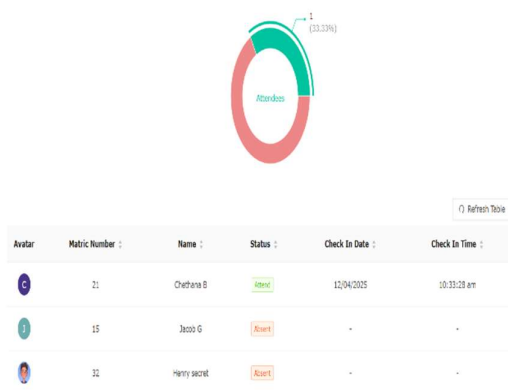 1
(33.33%)
Attendees
Refresh Table
Avatar Matric Number Name Status Check In Date Check In Time
C 21 Chethana B Attend 12/04/2025 10:33:28 am
J 15 Jacob G Absent - -
32 Henry secret Absent - -